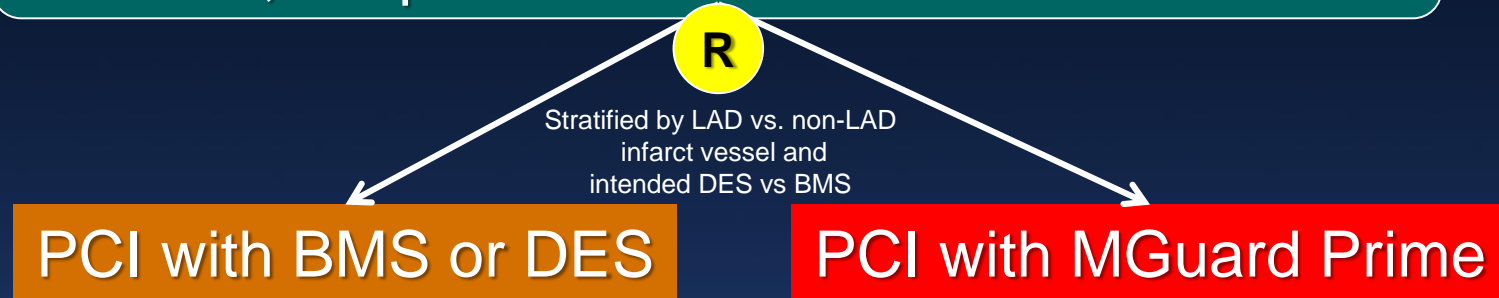 R
Stratified by LAD vs. non-LAD
infarct vessel and
intended DES vs BMS
PCI with BMS or DES
PCI with MGuard Prime